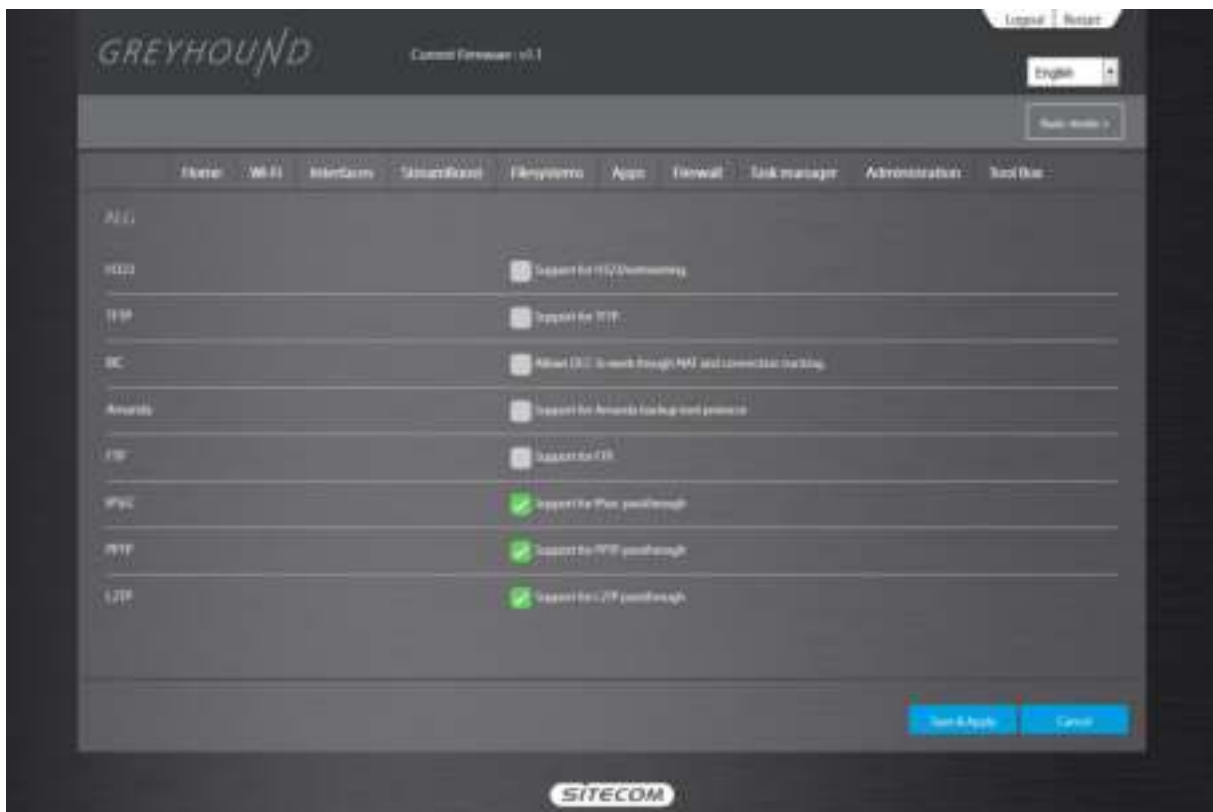 Logout Restart
GREYHOUND
Current Firmware : v1.1
English
Basic mode >
Home Wi-Fi Interfaces StreamBoost Filesystems Apps Firewall Task manager Administration Tool Box
ALG
H323 Support for H323/netmeeting.
TFTP Support for TFTP.
IRC Allows DCC to work though NAT and connection tracking.
Amanda Support for Amanda backup tool protocol
FTP Support for FTP.
IPSEC Support for IPsec passthrough
PPTP Support for PPTP passthrough
L2TP Support for L2TP passthrough
Save & Apply Cancel
SITECOM